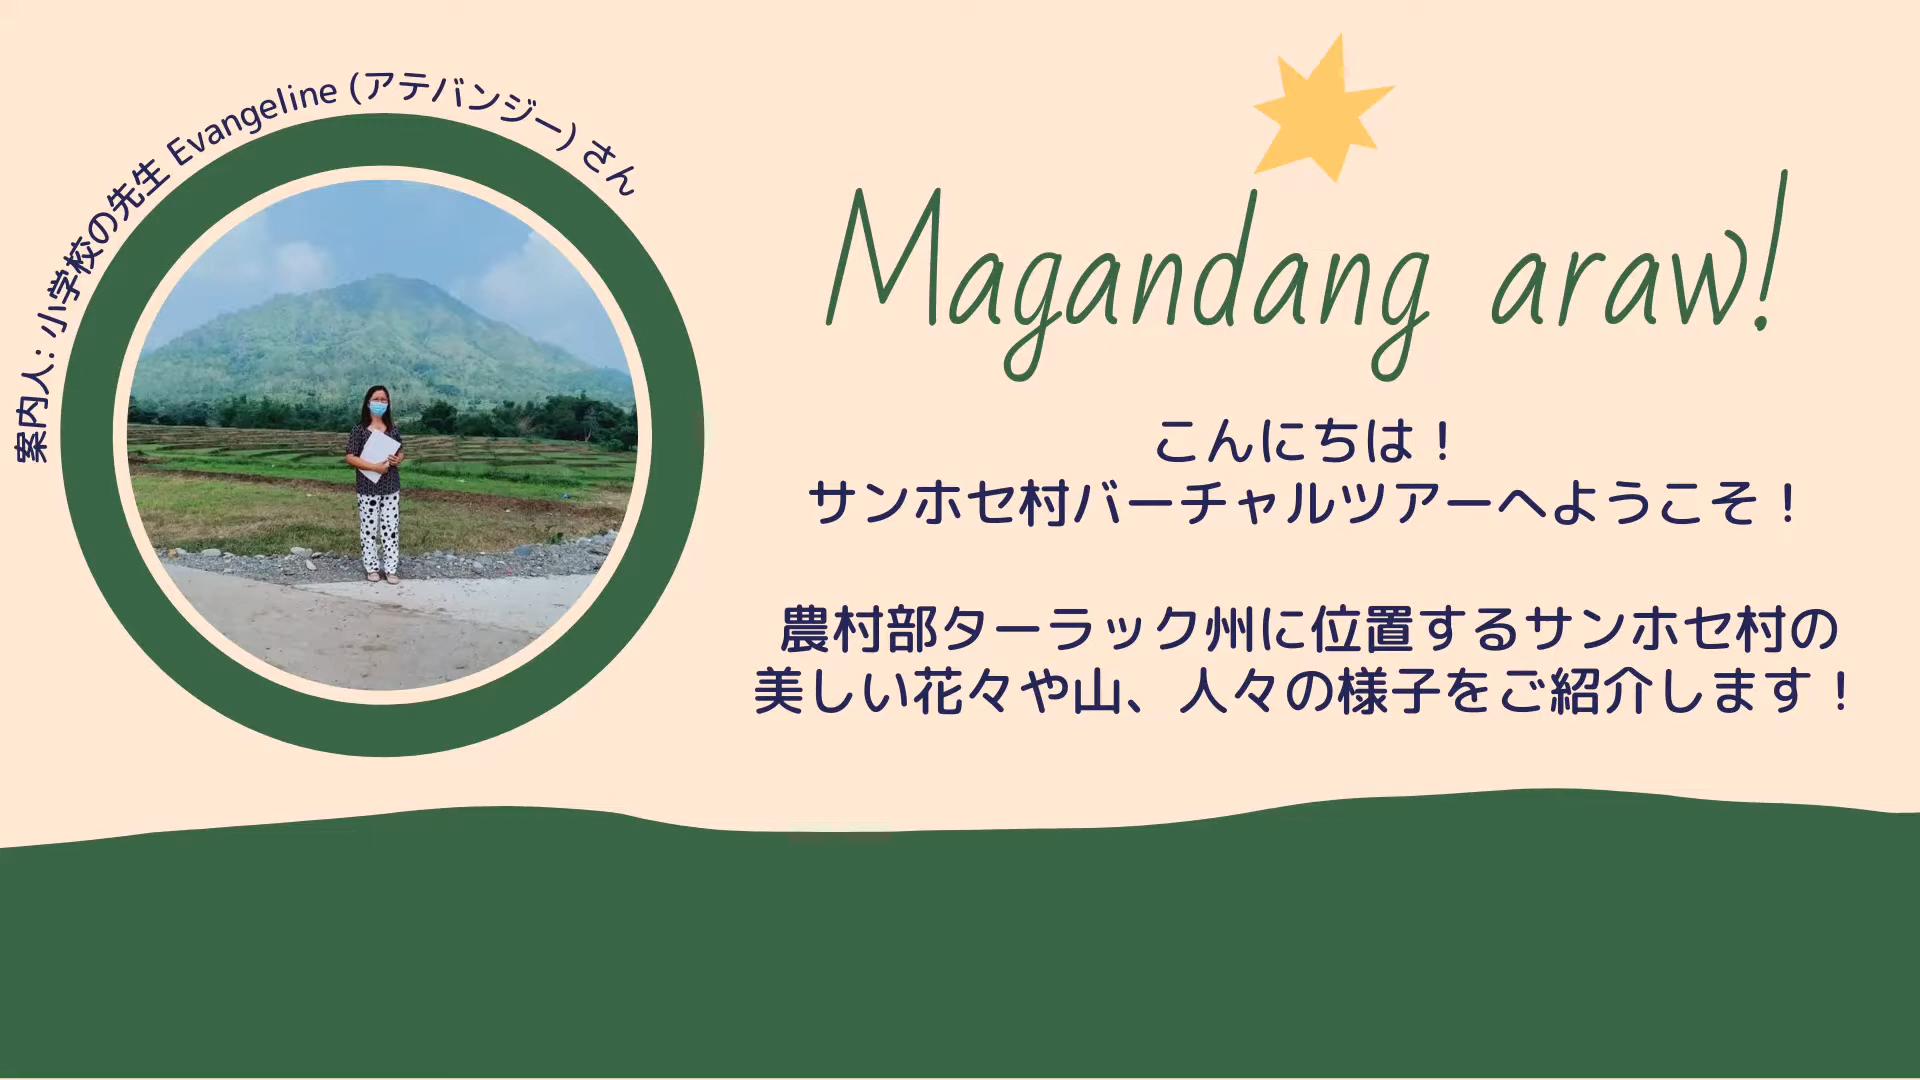 案内人: 小学校の先生 Evangeline (アテバンジー) さん
Magandang araw!
こんにちは！
サンホセ村バーチャルツアーへようこそ！
農村部ターラック州に位置するサンホセ村の
美しい花々や山、人々の様子をご紹介します！